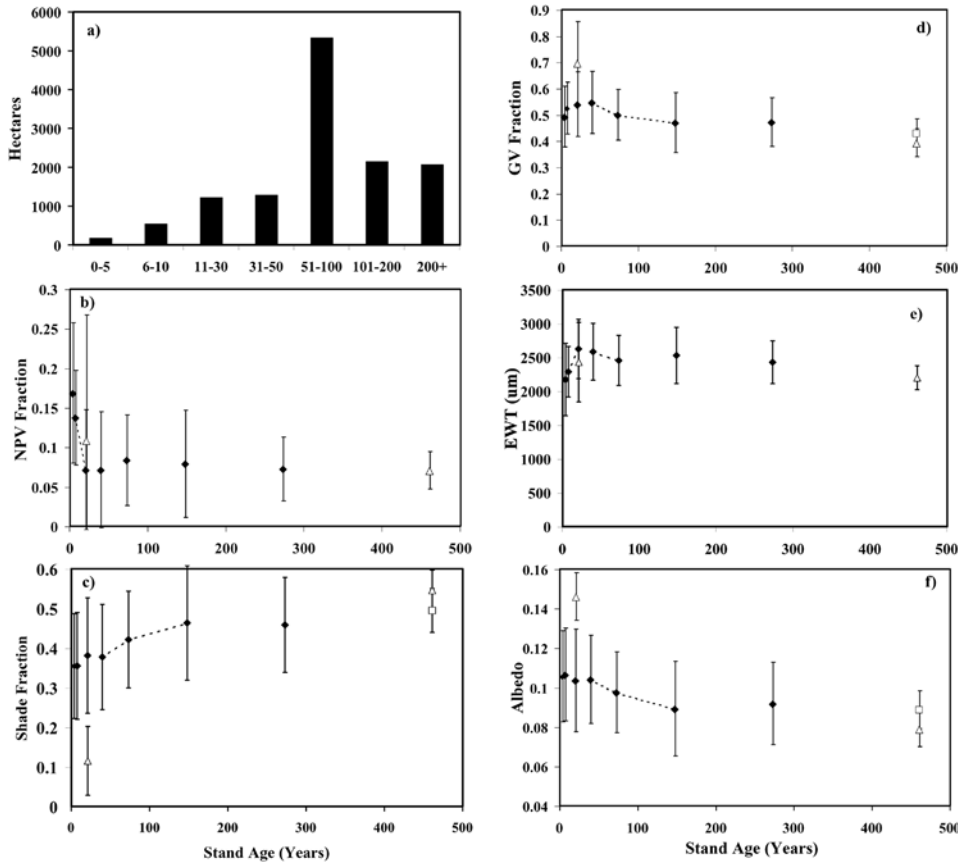 a)
6000
5000
4000
3000
2000
1000
0
Hectares
0-5 6-10 11-30 31-50 51-100 101-200 200+
b)
0.3
0.25
0.2
0.15
0.1
0.05
0
NPV Fraction
0 100 200 300 400 500
c)
0.6
0.5
0.4
0.3
0.2
0.1
0
Shade Fraction
0 100 200 300 400 500
Stand Age (Years)
d)
0.9
0.8
0.7
0.6
0.5
0.4
0.3
0.2
0.1
0
GV Fraction
0 100 200 300 400 500
e)
3500
3000
2500
2000
1500
1000
500
0
EWT (um)
0 100 200 300 400 500
f)
0.16
0.14
0.12
0.1
0.08
0.06
0.04
Albedo
0 100 200 300 400 500
Stand Age (Years)